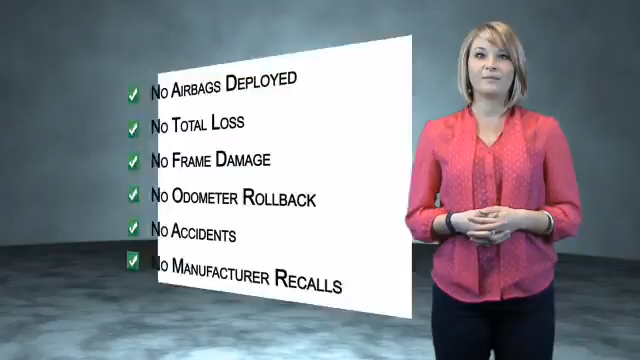 No Airbags Deployed
No Total Loss
No Frame Damage
No Odometer Rollback
No Accidents
No Manufacturer Recalls